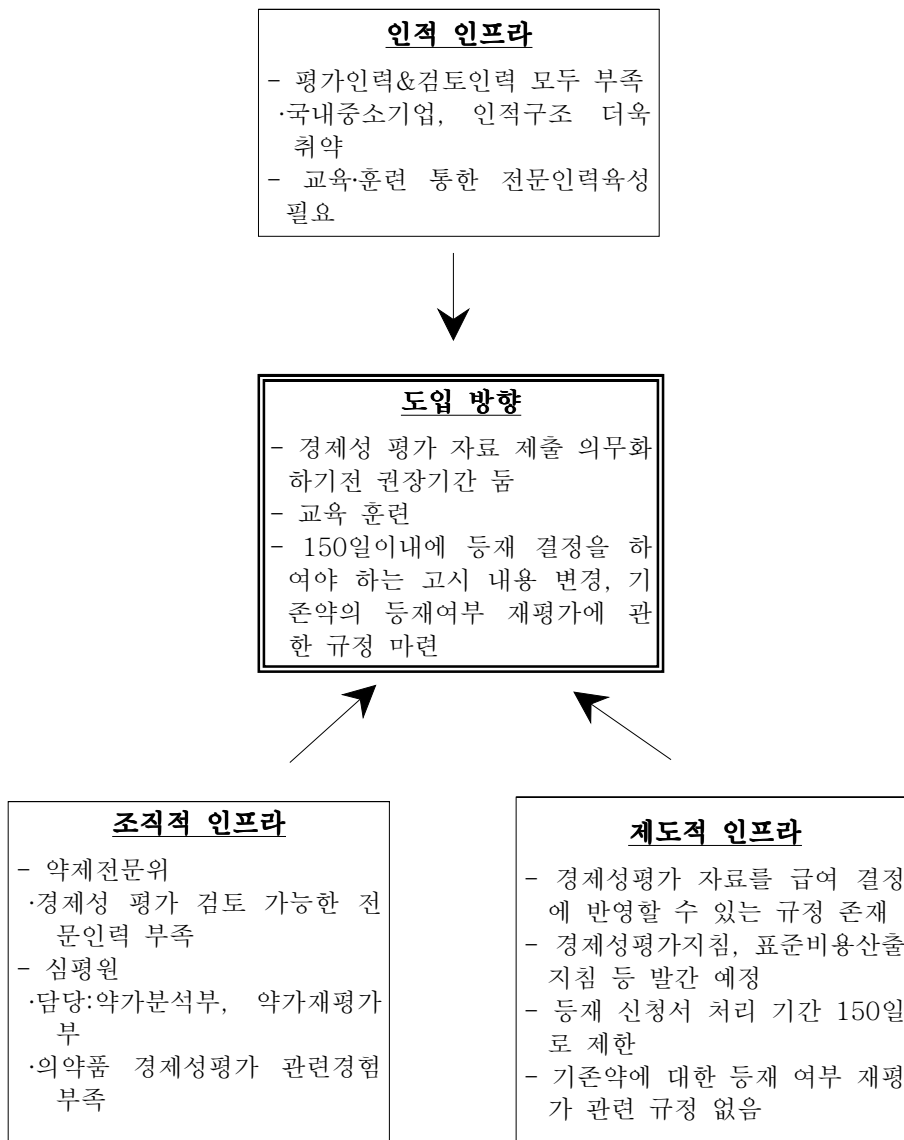 인적 인프라
- 평가인력&검토인력 모두 부족
·국내중소기업, 인적구조 더욱
취약
- 교육·훈련 통한 전문인력육성
필요
도입 방향
- 경제성 평가 자료 제출 의무화
하기전 권장기간 둠
- 교육 훈련
- 150일이내에 등재 결정을 하
여야 하는 고시 내용 변경, 기
존약의 등재여부 재평가에 관
한 규정 마련
조직적 인프라
- 약제전문위
·경제성 평가 검토 가능한 전
문인력 부족
- 심평원
·담당:약가분석부, 약가재평가
부
·의약품 경제성평가 관련경험
부족
제도적 인프라
- 경제성평가 자료를 급여 결정
에 반영할 수 있는 규정 존재
- 경제성평가지침, 표준비용산출
지침 등 발간 예정
- 등재 신청서 처리 기간 150일
로 제한
- 기존약에 대한 등재 여부 재평
가 관련 규정 없음